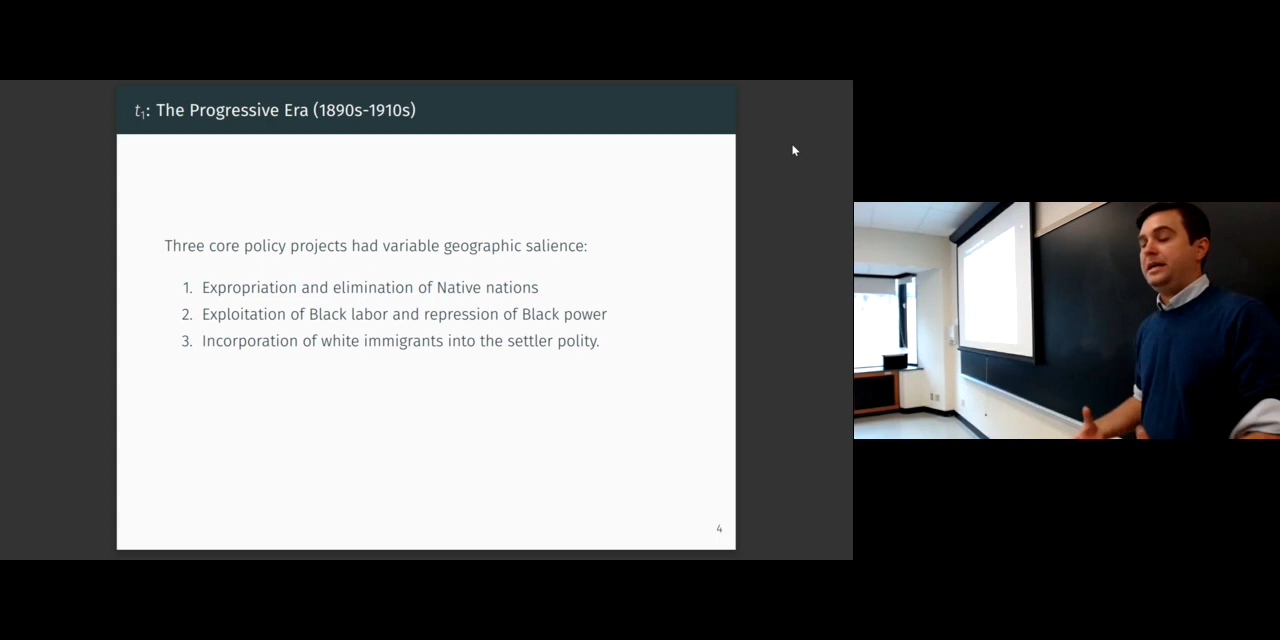 t₁: The Progressive Era (1890s-1910s)
Three core policy projects had variable geographic salience:
1. Expropriation and elimination of Native nations
2. Exploitation of Black labor and repression of Black power
3. Incorporation of white immigrants into the settler polity.
4